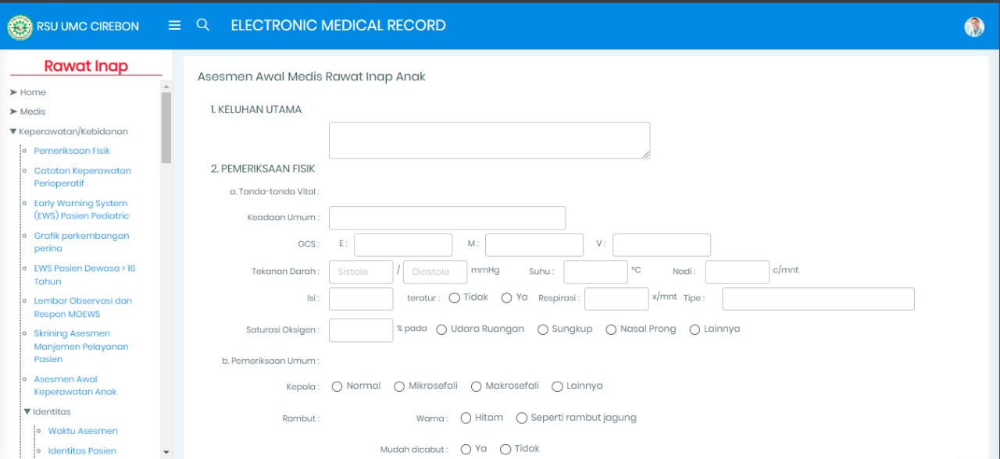 RSU UMC CIREBON
ELECTRONIC MEDICAL RECORD
Rawat Inap
Home
Medis
Keperawatan/Kebidanan
Pemeriksaan Fisik
Catatan Keperawatan
Perioperatif
Early Warning System
(EWS) Pasien Pediatric
Grafik perkembangan
perina
EWS Pasien Dewasa > 16
Tahun
Lembar Observasi dan
Respon MOEWS
Skrining Asesmen
Manjemen Pelayanan
Pasien
Asesmen Awal
Keperawatan Anak
Identitas
Waktu Asesmen
Identitas Pasien
Asesmen Awal Medis Rawat Inap Anak
1. KELUHAN UTAMA
2. PEMERIKSAAN FISIK
a. Tanda-tanda Vital :
Keadaan Umum :
GCS : E : M : V :
Tekanan Darah : Sistole / Diastole mmHg Suhu : °C Nadi : c/mnt
Isi : teratur : Tidak Ya Respirasi : x/mnt Tipe :
Saturasi Oksigen : % pada Udara Ruangan Sungkup Nasal Prong Lainnya
b. Pemeriksaan Umum :
Kepala : Normal Mikrosefali Makrosefali Lainnya
Rambut : Warna : Hitam Seperti rambut jagung
Mudah dicabut : Ya Tidak